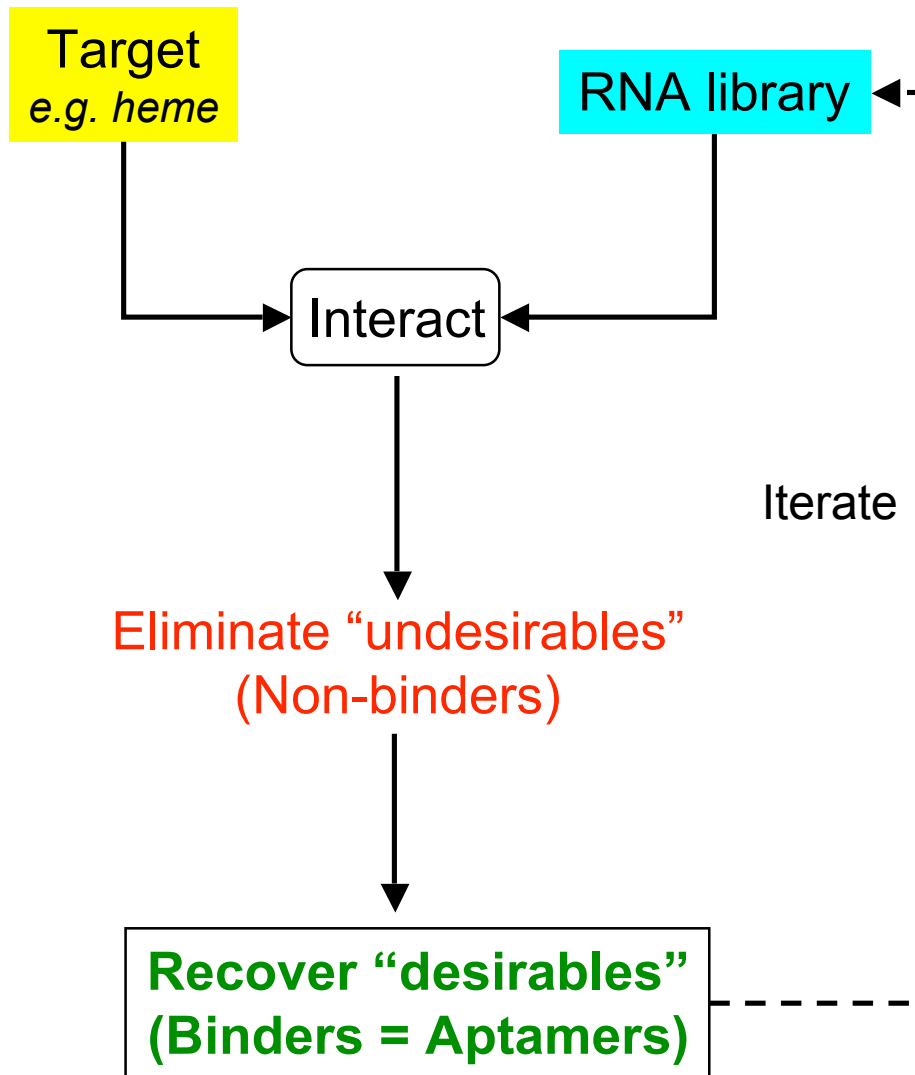 Target
e.g. heme
RNA library
Interact
Iterate
Eliminate “undesirables”
(Non-binders)
Recover “desirables”
(Binders = Aptamers)